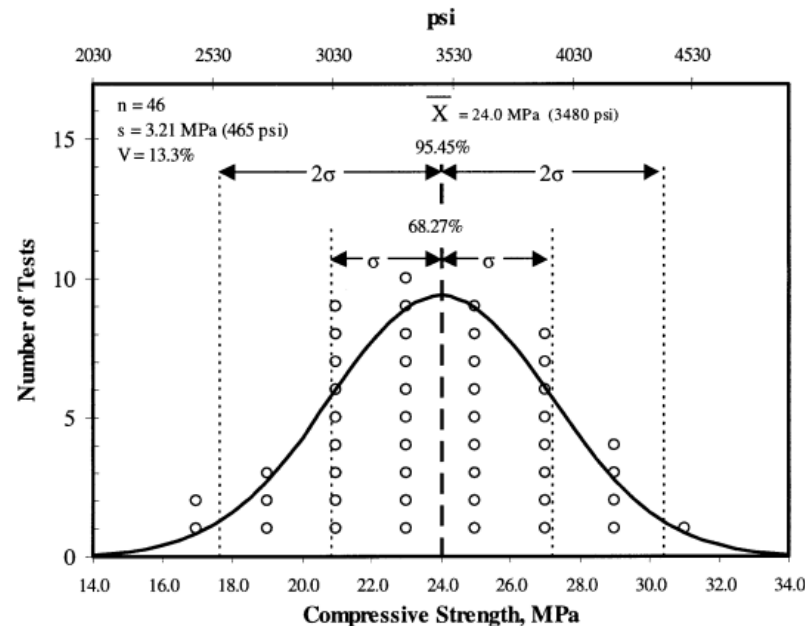 psi
2030 2530 3030 3530 4030 4530
n = 46
s = 3.21 MPa (465 psi)
V = 13.3%
X = 24.0 MPa (3480 psi)
95.45%
2σ 2σ
68.27%
σ σ
Number of Tests
15
10
5
0
14.0 16.0 18.0 20.0 22.0 24.0 26.0 28.0 30.0 32.0 34.0
Compressive Strength, MPa